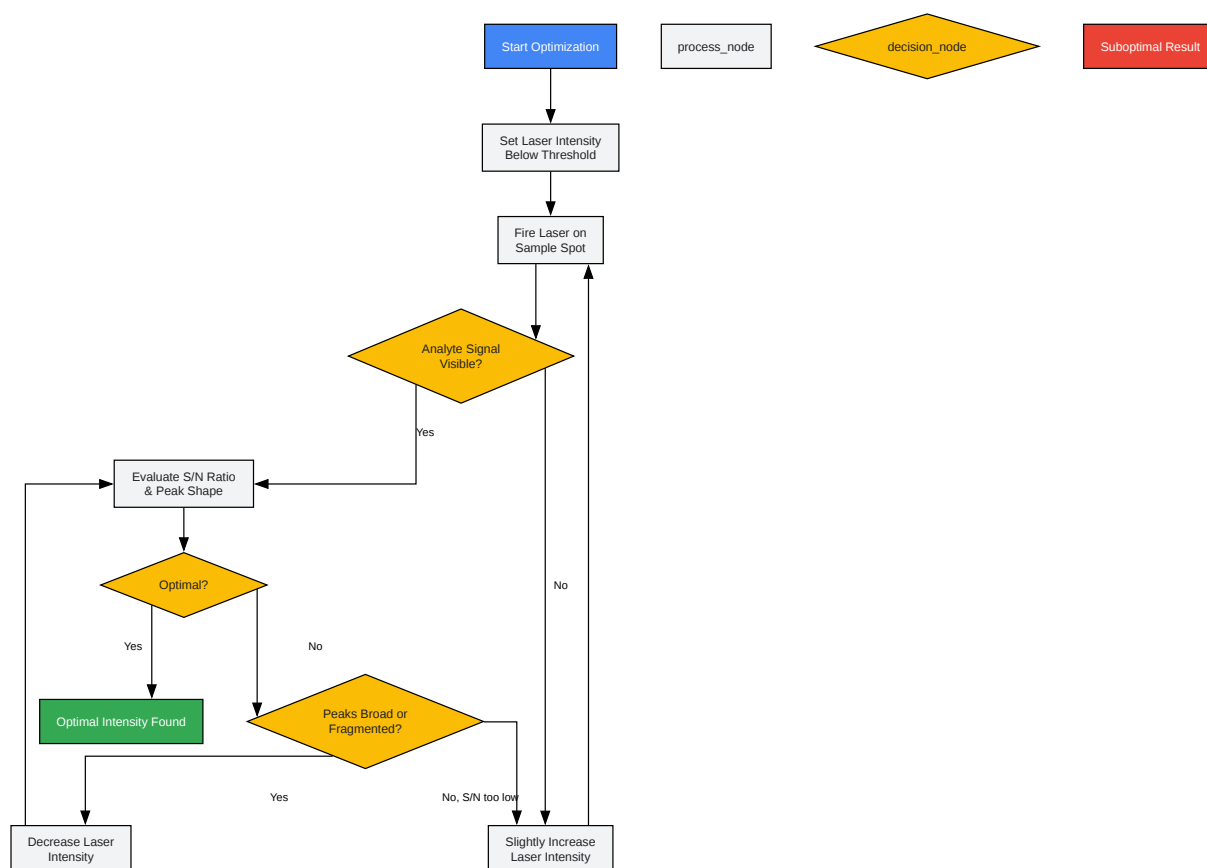 Start Optimization
process_node
decision_node
Suboptimal Result
Set Laser Intensity
Below Threshold
Fire Laser on
Sample Spot
Analyte Signal
Visible?
Yes
Evaluate S/N Ratio
& Peak Shape
Optimal?
No
Yes
No
Optimal Intensity Found
Peaks Broad or
Fragmented?
Yes
No, S/N too low
Decrease Laser
Intensity
Slightly Increase
Laser Intensity